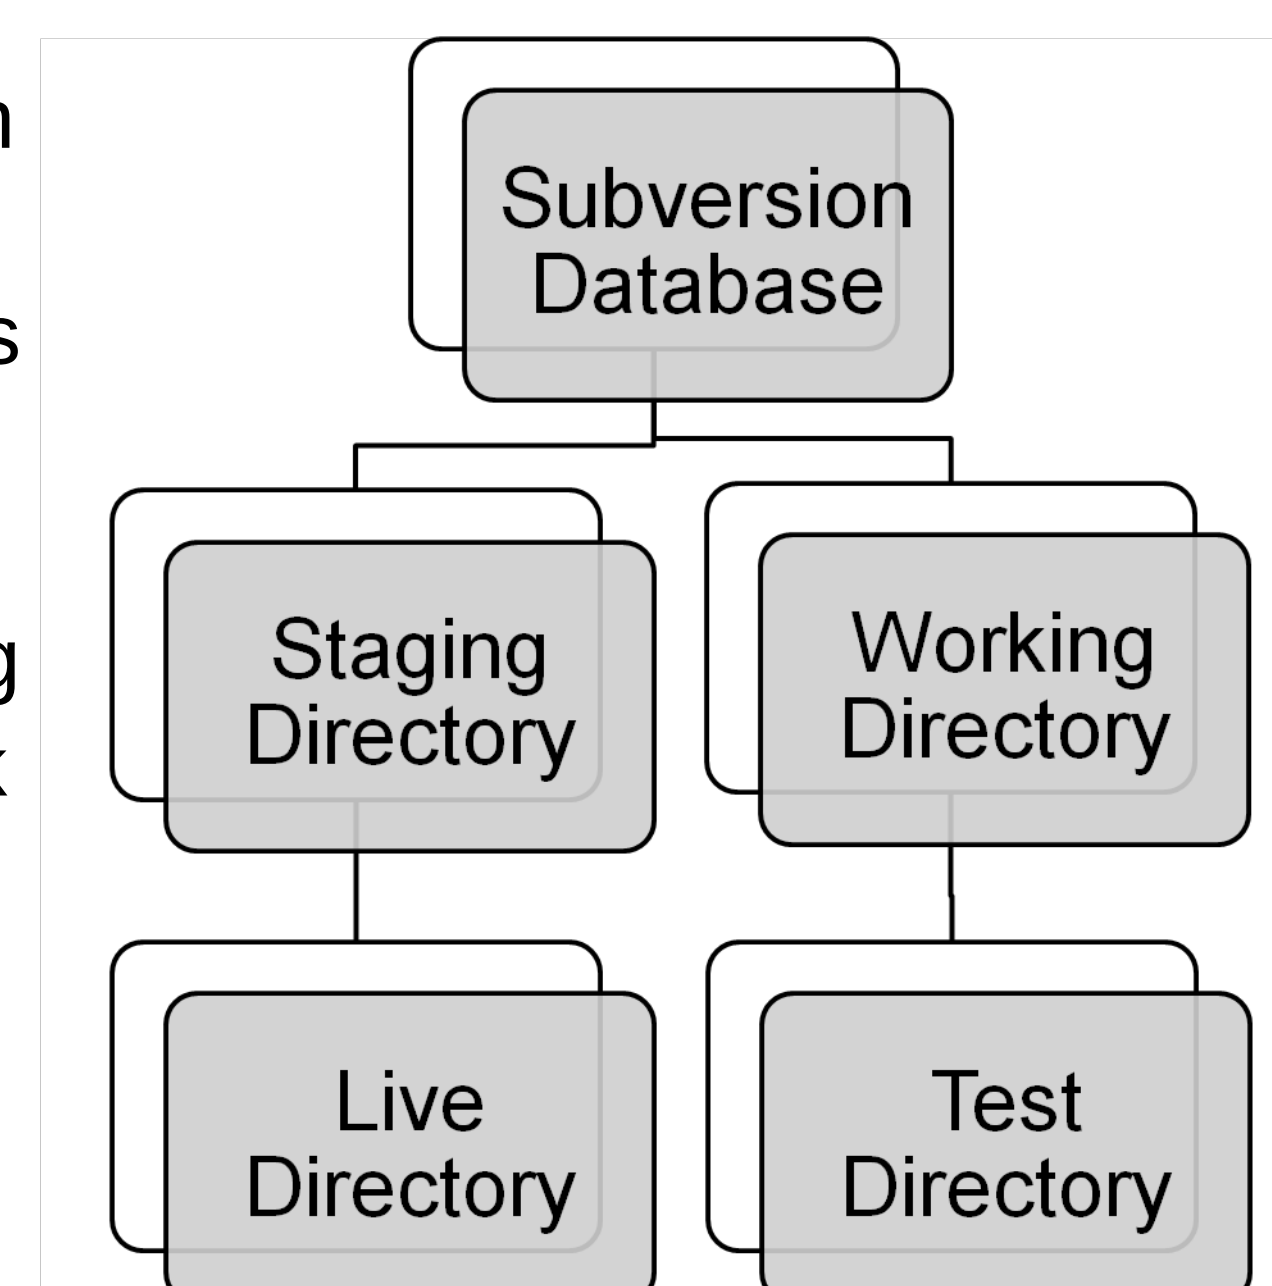 Subversion
Database
Staging
Directory
Working
Directory
Live
Directory
Test
Directory